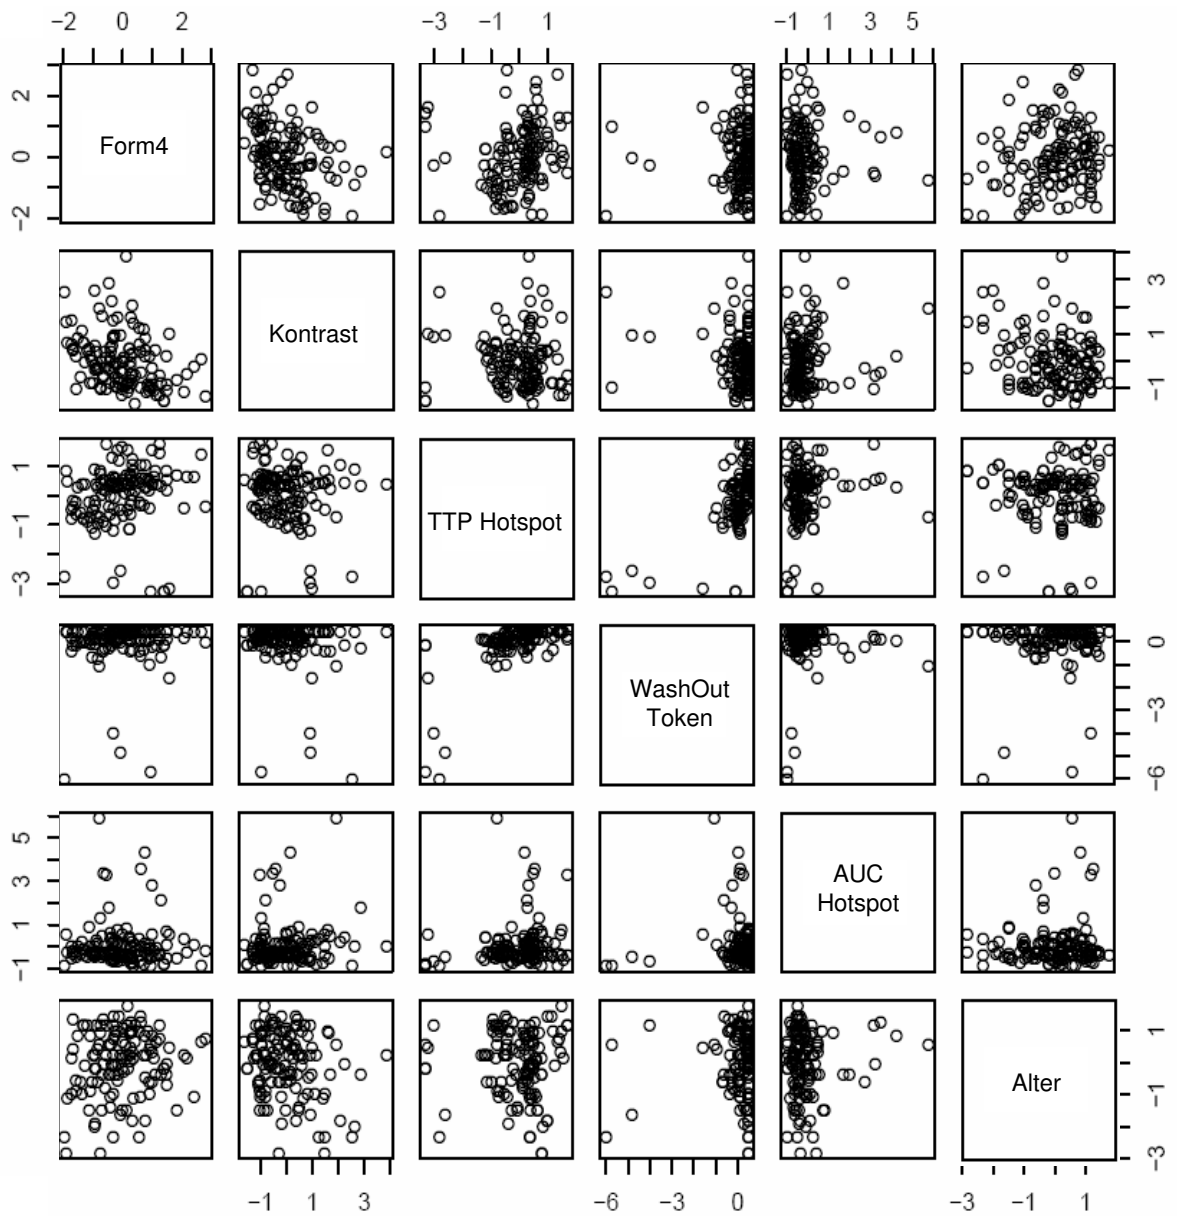 −2 0 2 −3 −1 1 −1 1 3 5
2
0
−2
Form4
Kontrast
3
1
−1
1
−1
−3
TTP Hotspot
WashOut
Token
0
−3
−6
5
3
1
−1
AUC
Hotspot
Alter
1
−1
−3
−1 1 3 −6 −3 0 −3 −1 1